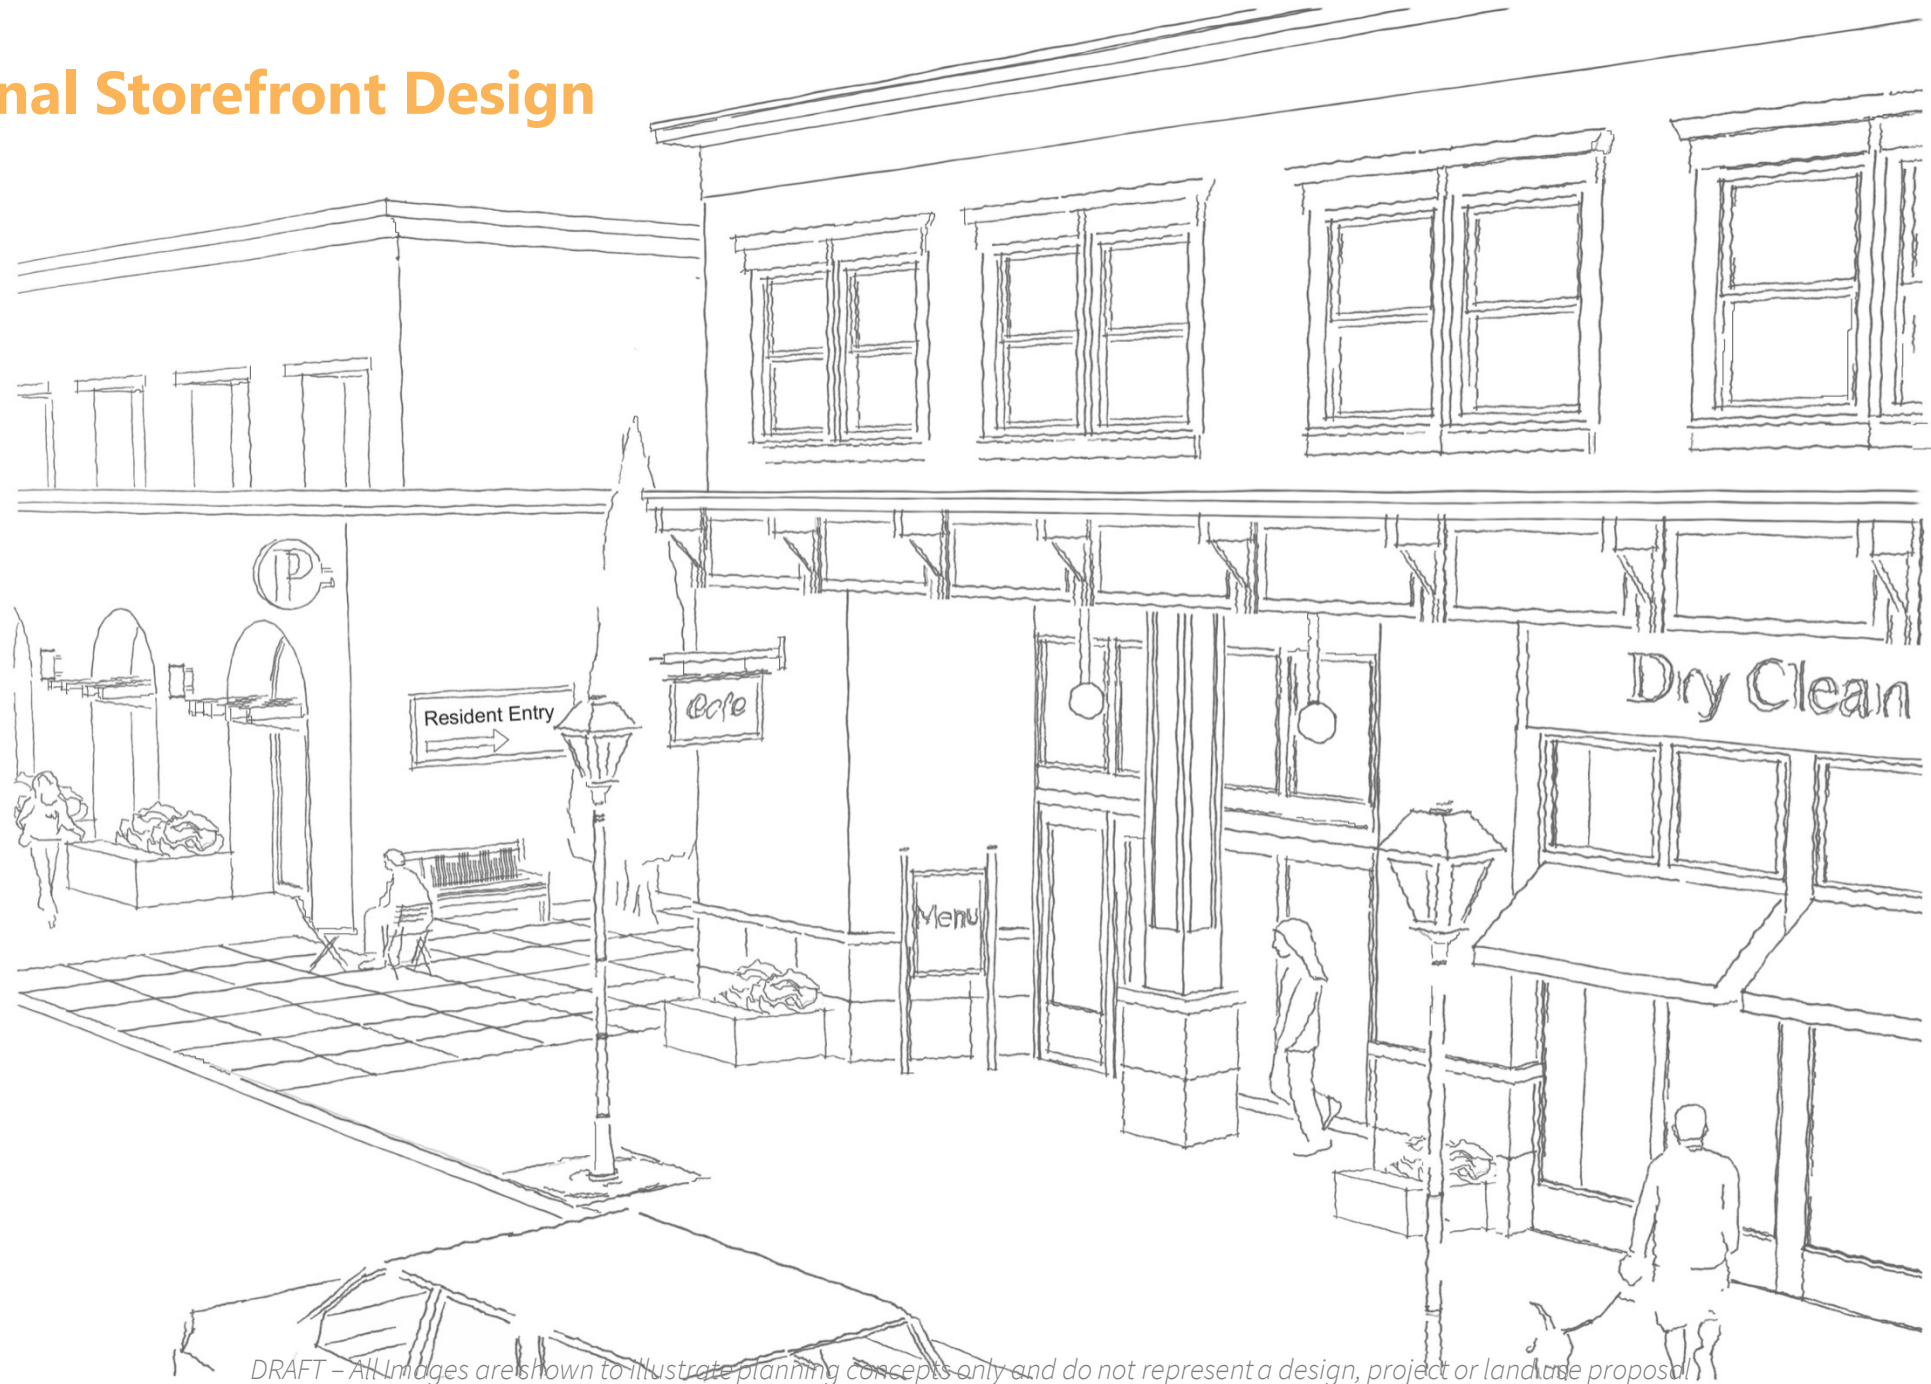 nal Storefront Design
P
Resident Entry
Cafe
Dry Clean
Menu
DRAFT – All Images are shown to illustrate planning concepts only and do not represent a design, project or land use proposal